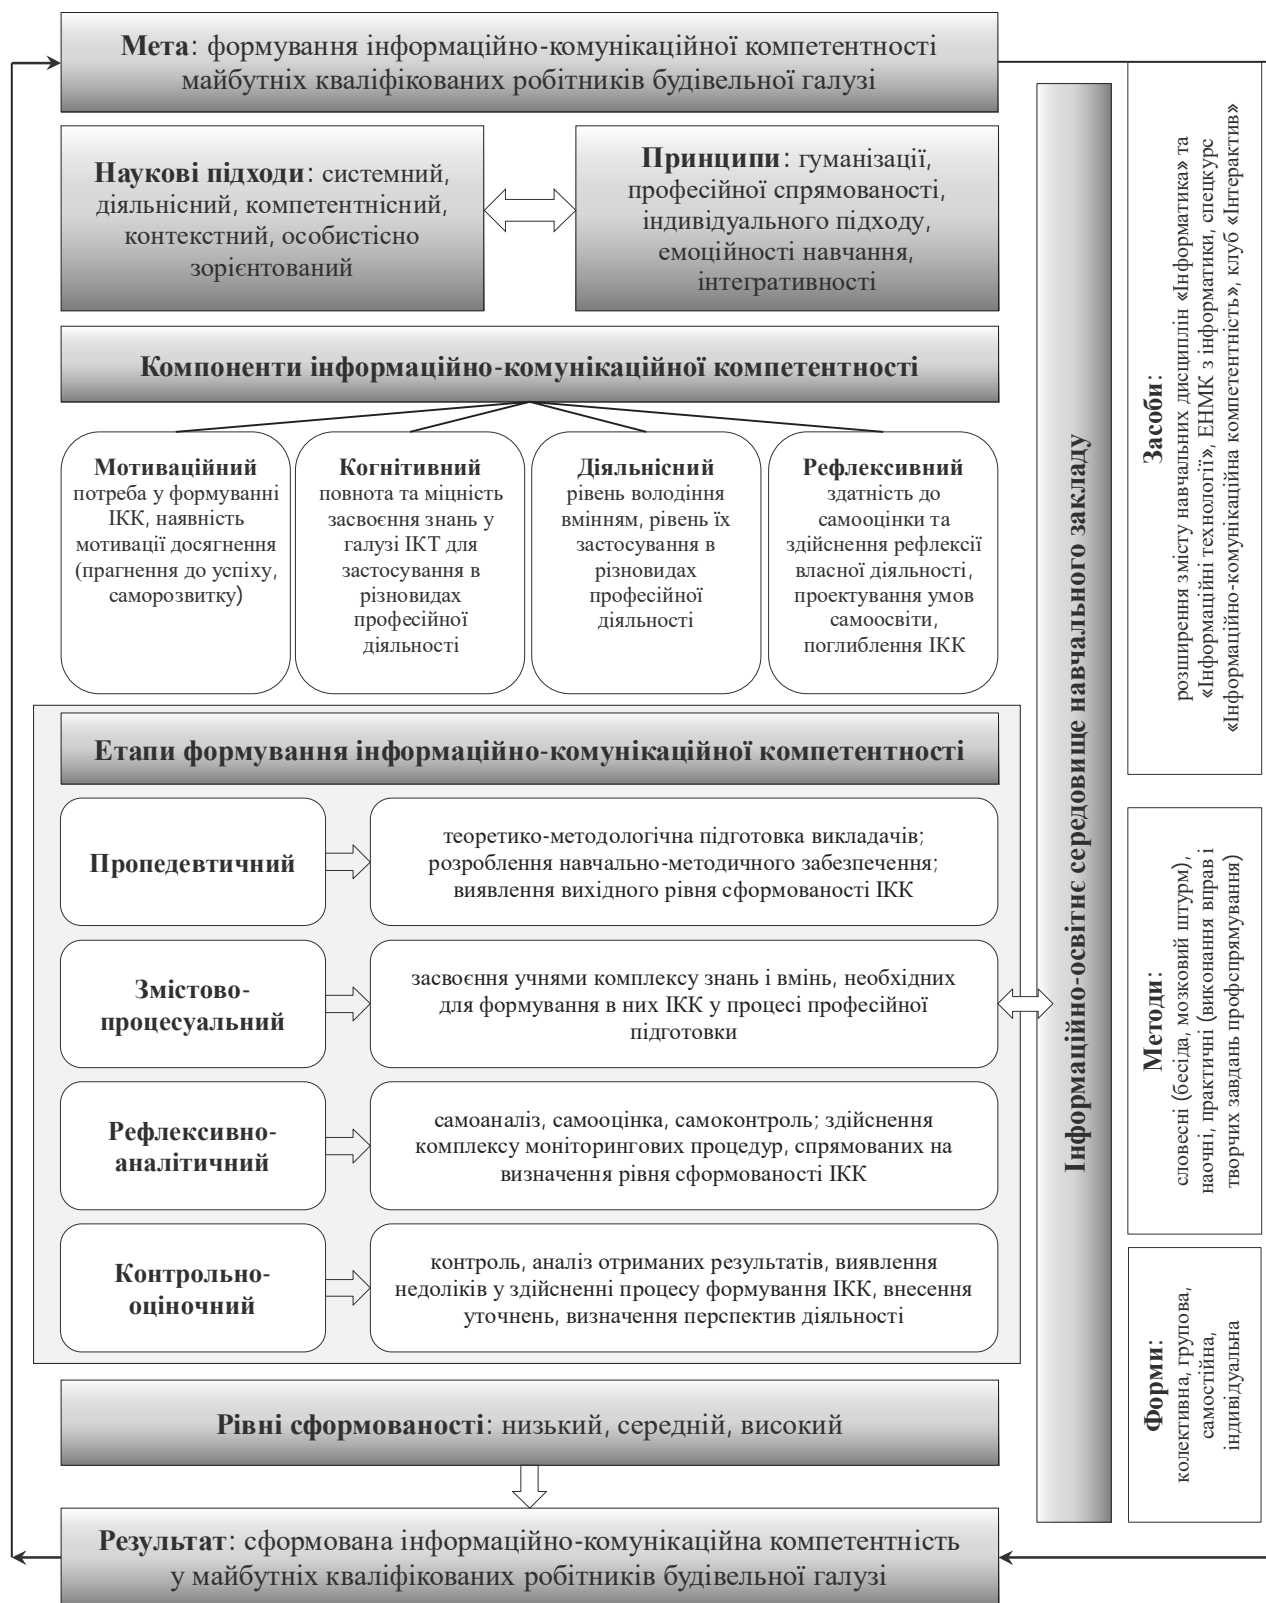 Мета: формування інформаційно-комунікаційної компетентності
майбутніх кваліфікованих робітників будівельної галузі
Наукові підходи: системний,
діяльнісний, компетентнісний,
контекстний, особистісно
зорієнтований
Принципи: гуманізації,
професійної спрямованості,
індивідуального підходу,
емоційності навчання,
інтегративності
Компоненти інформаційно-комунікаційної компетентності
Мотиваційний
потреба у формуванні
ІКК, наявність
мотивації досягнення
(прагнення до успіху,
саморозвитку)
Когнітивний
повнота та міцність
засвоєння знань у
галузі ІКТ для
застосування в
різновидах
професійної
діяльності
Діяльнісний
рівень володіння
вмінням, рівень їх
застосування в
різновидах
професійної
діяльності
Рефлексивний
здатність до
самооцінки та
здійснення рефлексії
власної діяльності,
проектування умов
самоосвіти,
поглиблення ІКК
Етапи формування інформаційно-комунікаційної компетентності
Пропедевтичний
теоретико-методологічна підготовка викладачів;
розроблення навчально-методичного забезпечення;
виявлення вихідного рівня сформованості ІКК
Змістово-
процесуальний
засвоєння учнями комплексу знань і вмінь, необхідних
для формування в них ІКК у процесі професійної
підготовки
Рефлексивно-
аналітичний
самоаналіз, самооцінка, самоконтроль; здійснення
комплексу моніторингових процедур, спрямованих на
визначення рівня сформованості ІКК
Контрольно-
оціночний
контроль, аналіз отриманих результатів, виявлення
недоліків у здійсненні процесу формування ІКК, внесення
уточнень, визначення перспектив діяльності
Рівні сформованості: низький, середній, високий
Результат: сформована інформаційно-комунікаційна компетентність
у майбутніх кваліфікованих робітників будівельної галузі
Інформаційно-освітнє середовище навчального закладу
Засоби:
розширення змісту навчальних дисциплін «Інформатика» та
«Інформаційні технології», ЕНМК з інформатики, спецкурс
«Інформаційно-комунікаційна компетентність», клуб «Інтерактив»
Методи:
словесні (бесіда, мозковий штурм),
наочні, практичні (виконання вправ і
творчих завдань профспрямування)
Форми:
колективна, групова,
самостійна,
індивідуальна